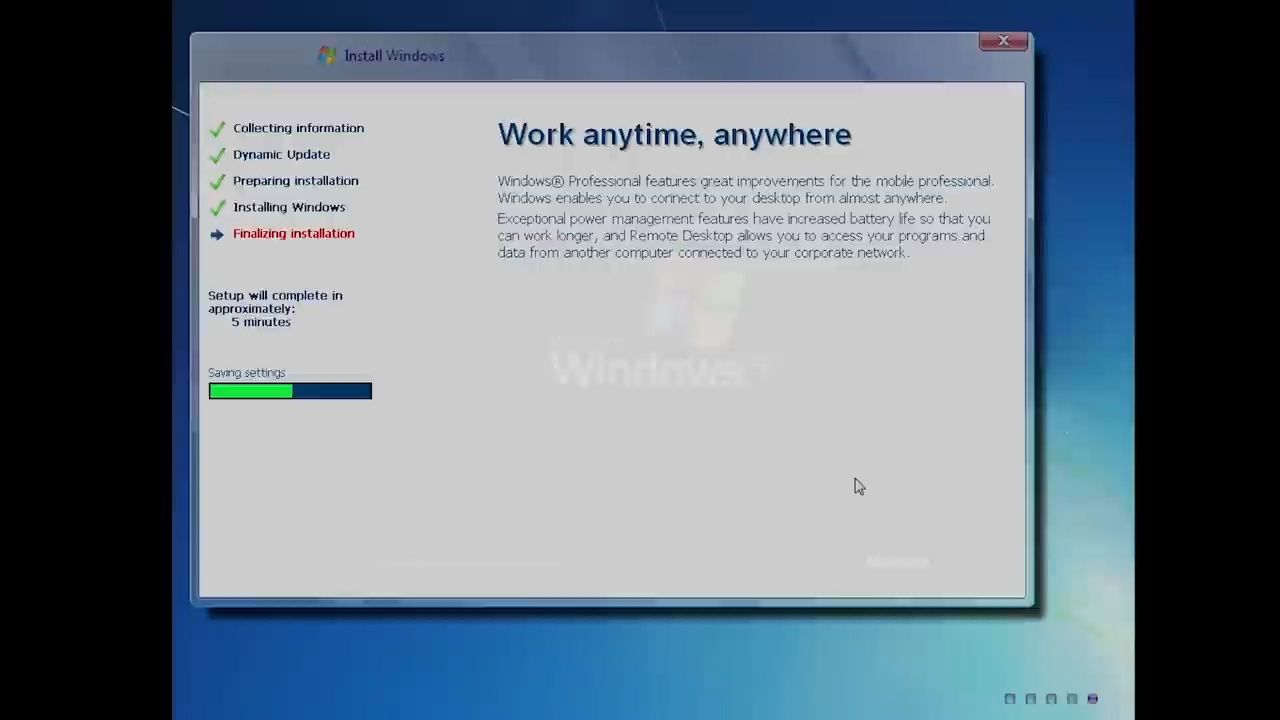 Install Windows
Collecting information
Dynamic Update
Preparing installation
Installing Windows
Finalizing installation
Setup will complete in
approximately:
5 minutes
Saving settings
Work anytime, anywhere
Windows® Professional features great improvements for the mobile professional.
Windows enables you to connect to your desktop from almost anywhere.
Exceptional power management features have increased battery life so that you
can work longer, and Remote Desktop allows you to access your programs and
data from another computer connected to your corporate network.
Windows